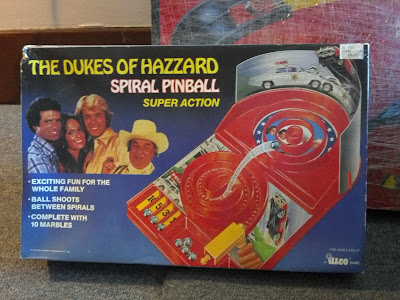 THE DUKES OF HAZZARD
SPIRAL PINBALL
SUPER ACTION
• EXCITING FUN FOR THE
WHOLE FAMILY
• BALL SHOOTS
BETWEEN SPIRALS
• COMPLETE WITH
10 MARBLES
ILLCO